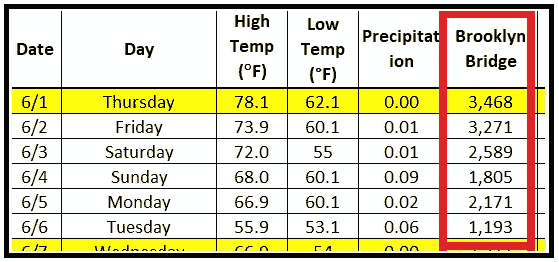 Date Day High Temp (°F) Low Temp (°F) Precipitation Brooklyn Bridge
6/1 Thursday 78.1 62.1 0.00 3,468
6/2 Friday 73.9 60.1 0.01 3,271
6/3 Saturday 72.0 55 0.01 2,589
6/4 Sunday 68.0 60.1 0.09 1,805
6/5 Monday 66.9 60.1 0.02 2,171
6/6 Tuesday 55.9 53.1 0.06 1,193
6/7 Wednesday 66.9 54 0.00